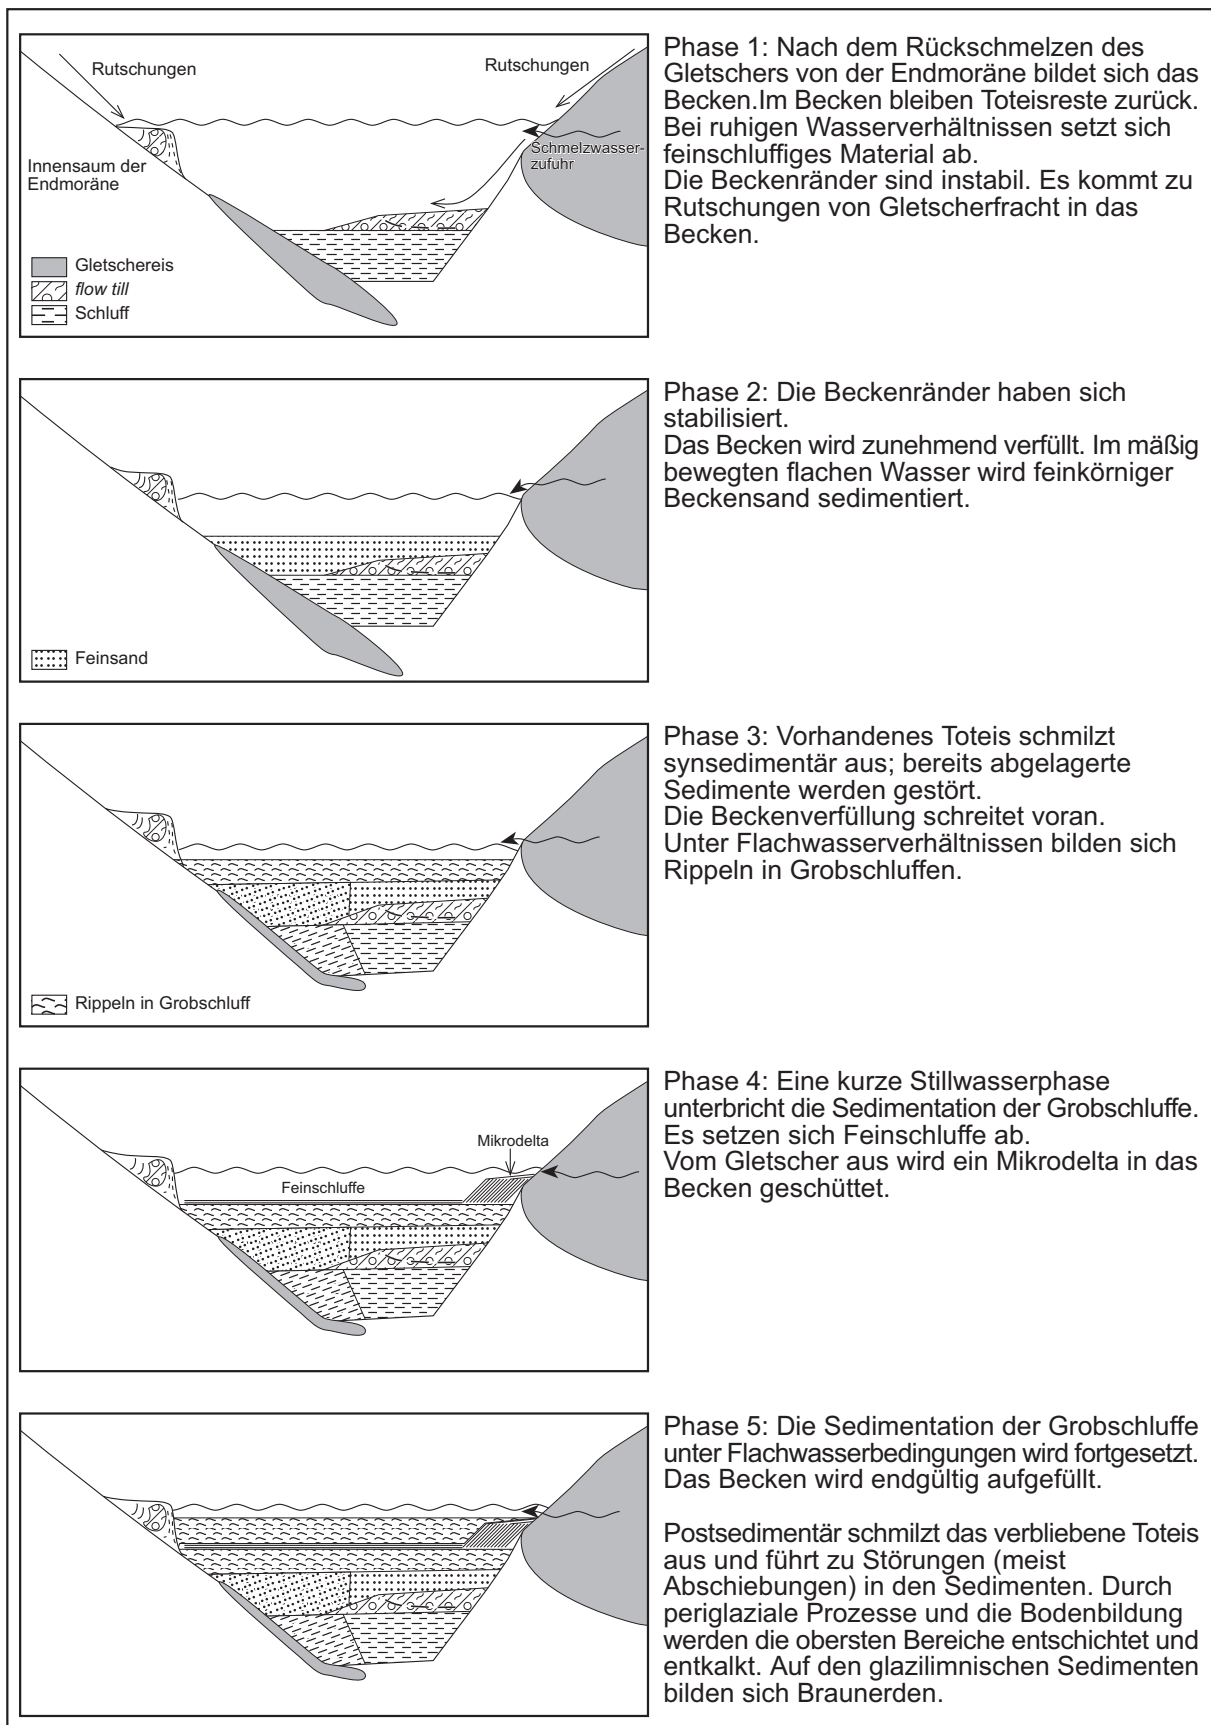 Rutschungen
Rutschungen
Innensaum der
Endmoräne
Schmelzwasser-
zufuhr
Gletschereis
flow till
Schluff
Phase 1: Nach dem Rückschmelzen des
Gletschers von der Endmoräne bildet sich das
Becken.Im Becken bleiben Toteisreste zurück.
Bei ruhigen Wasserverhältnissen setzt sich
feinschluffiges Material ab.
Die Beckenränder sind instabil. Es kommt zu
Rutschungen von Gletscherfracht in das
Becken.
Feinsand
Phase 2: Die Beckenränder haben sich
stabilisiert.
Das Becken wird zunehmend verfüllt. Im mäßig
bewegten flachen Wasser wird feinkörniger
Beckensand sedimentiert.
Rippeln in Grobschluff
Phase 3: Vorhandenes Toteis schmilzt
synsedimentär aus; bereits abgelagerte
Sedimente werden gestört.
Die Beckenverfüllung schreitet voran.
Unter Flachwasserverhältnissen bilden sich
Rippeln in Grobschluffen.
Mikrodelta
Feinschluffe
Phase 4: Eine kurze Stillwasserphase
unterbricht die Sedimentation der Grobschluffe.
Es setzen sich Feinschluffe ab.
Vom Gletscher aus wird ein Mikrodelta in das
Becken geschüttet.
Phase 5: Die Sedimentation der Grobschluffe
unter Flachwasserbedingungen wird fortgesetzt.
Das Becken wird endgültig aufgefüllt.
Postsedimentär schmilzt das verbliebene Toteis
aus und führt zu Störungen (meist
Abschiebungen) in den Sedimenten. Durch
periglaziale Prozesse und die Bodenbildung
werden die obersten Bereiche entschichtet und
entkalkt. Auf den glazilimnischen Sedimenten
bilden sich Braunerden.